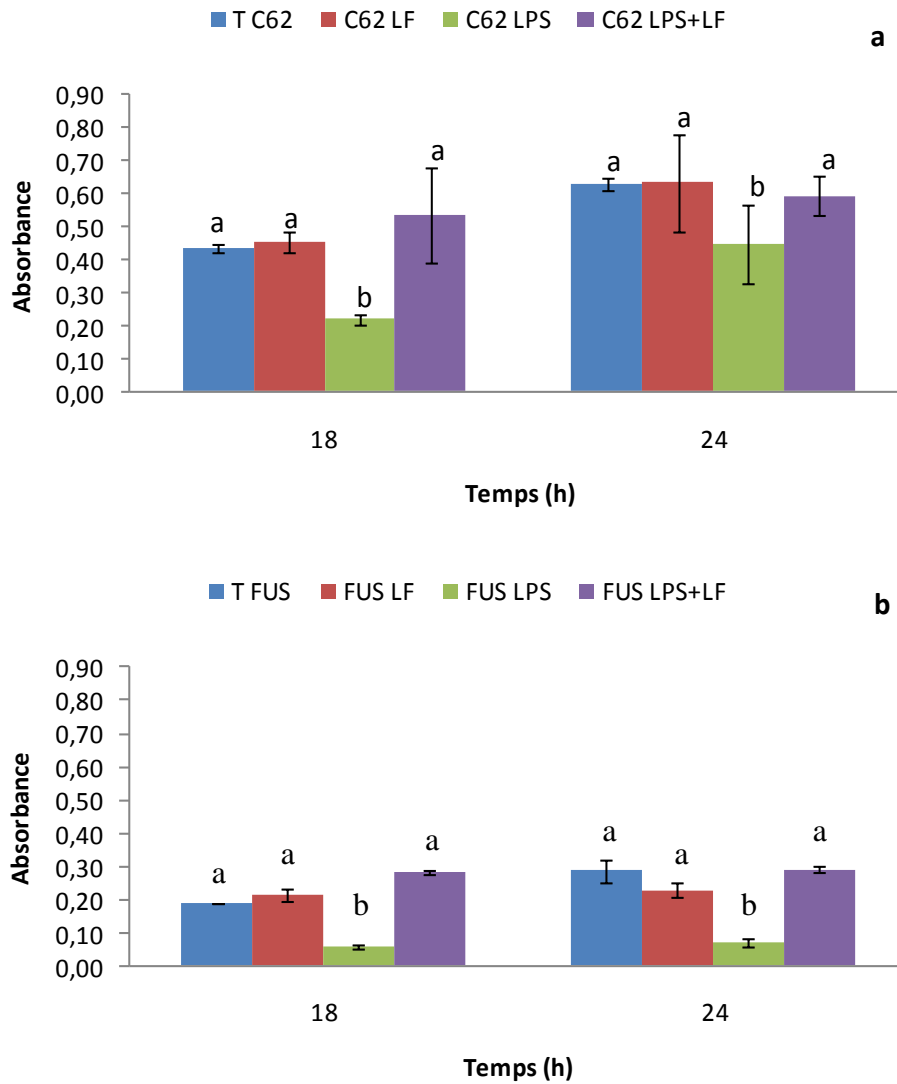 T C62 C62 LF C62 LPS C62 LPS+LF
a
0,90
0,80
0,70
0,60
0,50
0,40
0,30
0,20
0,10
0,00
Absorbance
a a b a
a a b a
18 24
Temps (h)
T FUS FUS LF FUS LPS FUS LPS+LF
b
0,90
0,80
0,70
0,60
0,50
0,40
0,30
0,20
0,10
0,00
Absorbance
a a b a
a a b a
18 24
Temps (h)